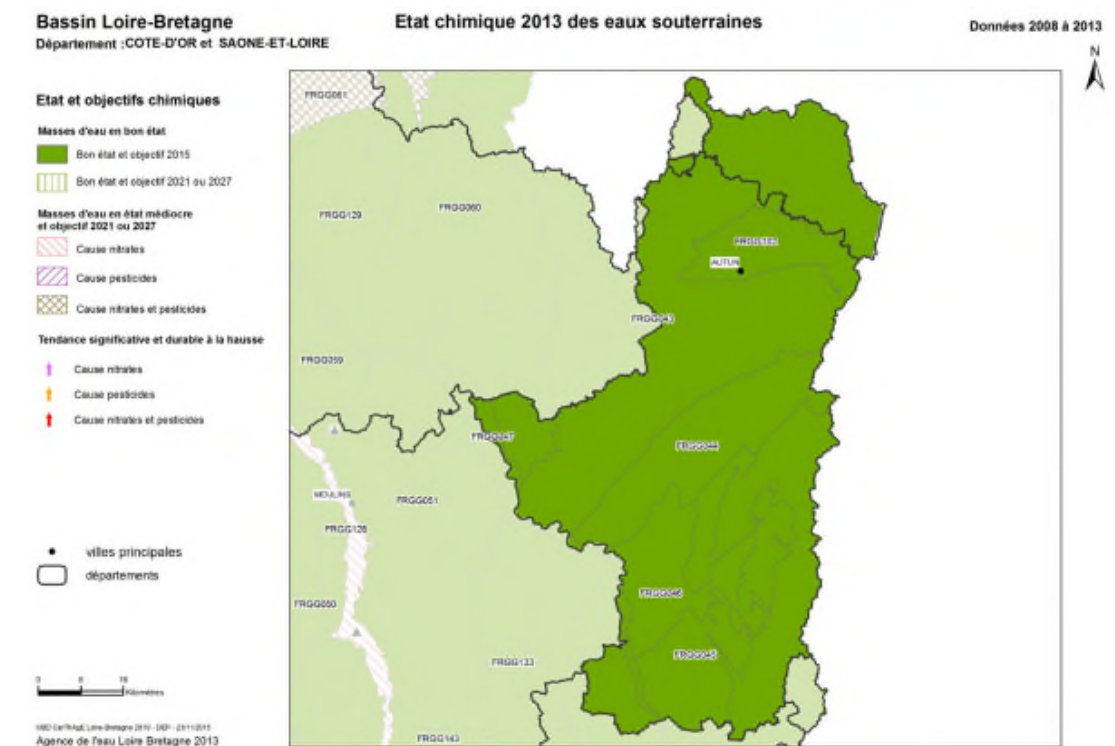 Bassin Loire-Bretagne
Département :COTE-D'OR et SAONE-ET-LOIRE
Etat chimique 2013 des eaux souterraines
Données 2008 à 2013
N
Etat et objectifs chimiques
Masses d'eau en bon état
Bon état et objectif 2015
Bon état et objectif 2021 ou 2027
Masses d'eau en état médiocre
et objectif 2021 ou 2027
Cause nitrates
Cause pesticides
Cause nitrates et pesticides
Tendance significative et durable à la hausse
Cause nitrates
Cause pesticides
Cause nitrates et pesticides
villes principales
départements
Kilomètres
Agence de l'eau Loire Bretagne 2013
FRGG061
FRGG129
FRGG060
AUTUN
FRGG043
FRGG059
FRGG047
FRGG044
MOULINS
FRGG051
FRGG128
FRGG050
FRGG046
FRGG045
FRGG133
FRGG143